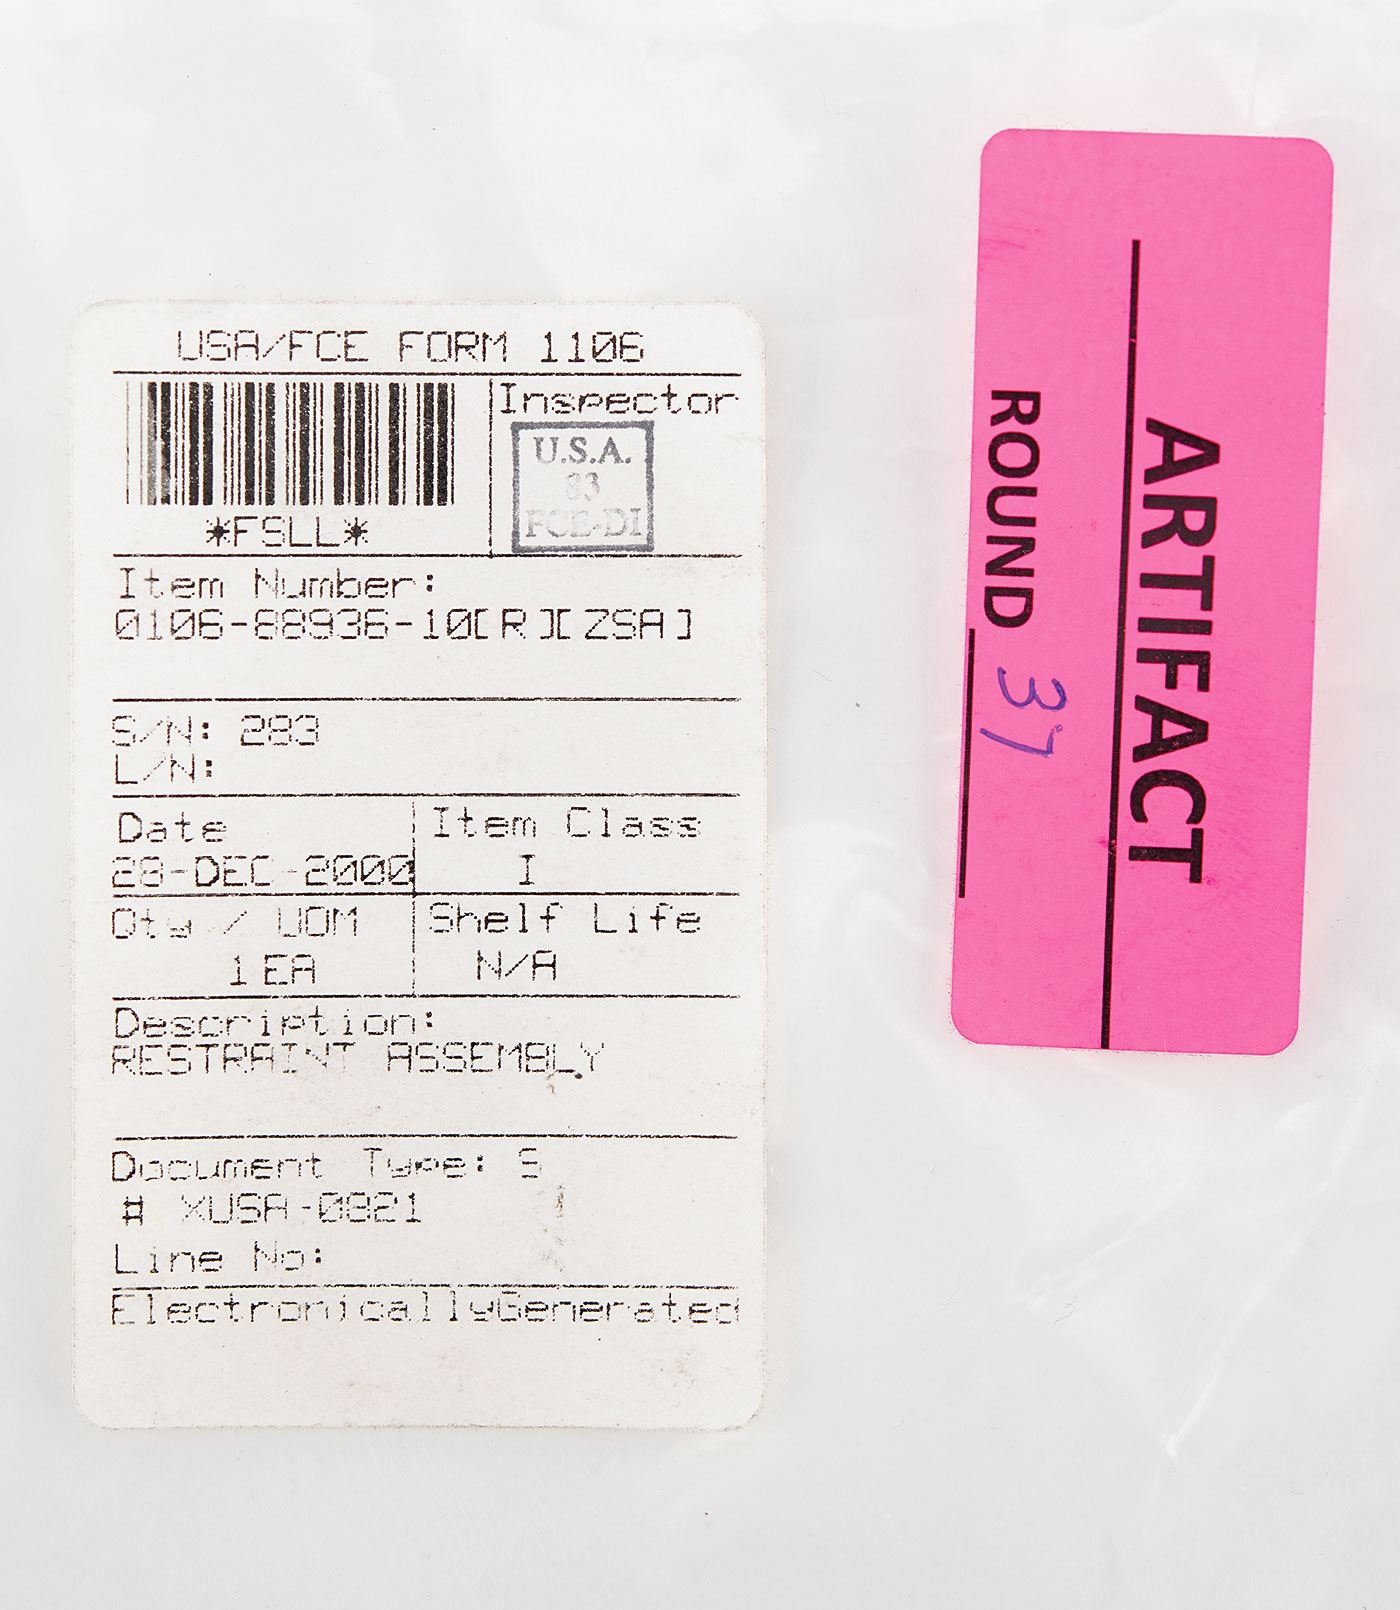 USA/FCE FORM 1106
Inspector
U.S.A.
83
FCE-DI
*FSLL*
Item Number:
0106-88936-10[R][ZSA]
S/N: 283
L/N:
Date
28-DEC-2000
Item Class
I
Qty / UOM
1 EA
Shelf Life
N/A
Description:
RESTRAINT ASSEMBLY
Document Type: S
# XUSA-0821
Line No:
ElectronicallyGenerated
ARTIFACT
ROUND 37